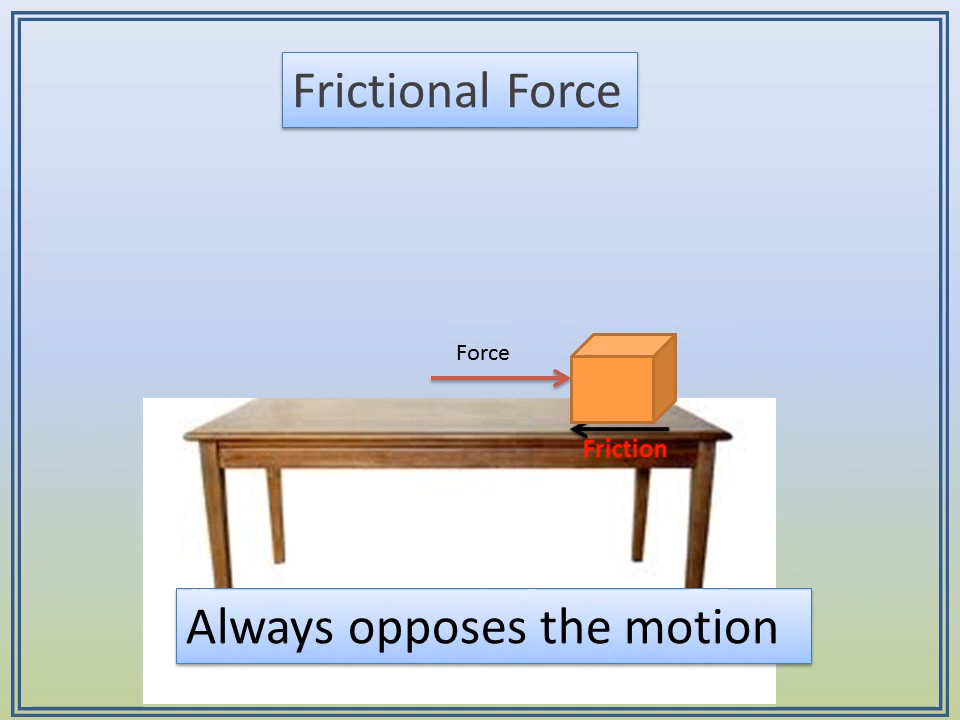 Frictional Force
Force
Friction
Always opposes the motion